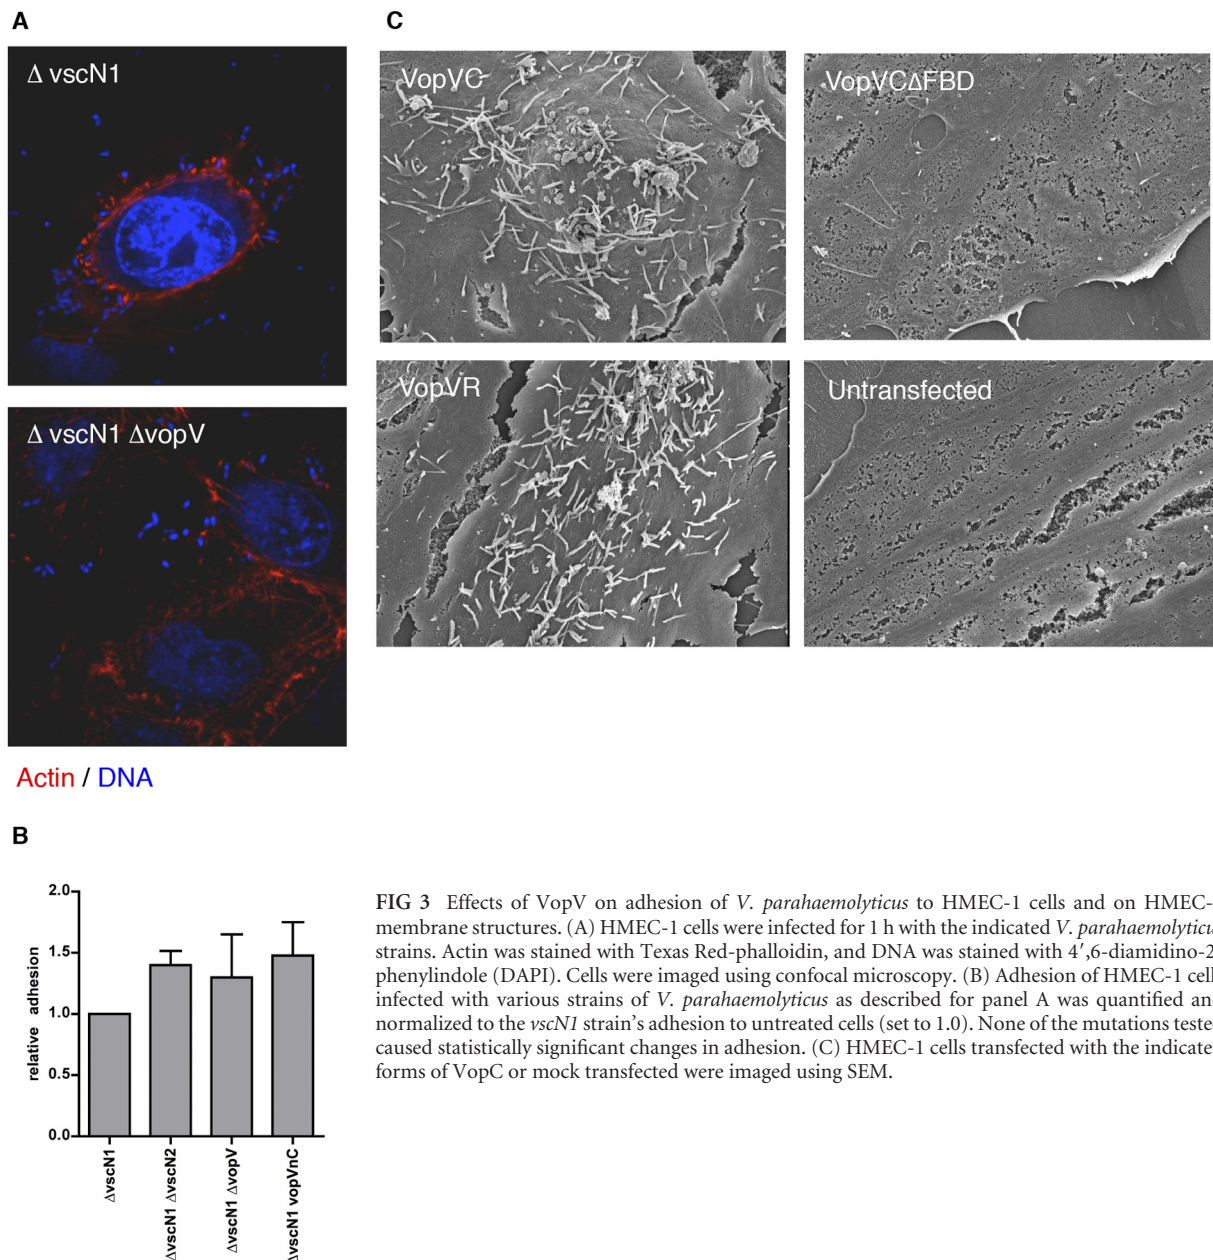 A
C
Δ vscN1
VopVC
VopVCΔFBD
Δ vscN1 ΔvopV
VopVR
Untransfected
Actin / DNA
B
2.0
1.5
1.0
0.5
0.0
relative adhesion
ΔvscN1
ΔvscN1 ΔvscN2
ΔvscN1 ΔvopV
ΔvscN1 vopVnC
FIG 3 Effects of VopV on adhesion of V. parahaemolyticus to HMEC-1 cells and on HMEC-
membrane structures. (A) HMEC-1 cells were infected for 1 h with the indicated V. parahaemolyticu
strains. Actin was stained with Texas Red-phalloidin, and DNA was stained with 4′,6-diamidino-2
phenylindole (DAPI). Cells were imaged using confocal microscopy. (B) Adhesion of HMEC-1 cell
infected with various strains of V. parahaemolyticus as described for panel A was quantified an
normalized to the vscN1 strain's adhesion to untreated cells (set to 1.0). None of the mutations teste
caused statistically significant changes in adhesion. (C) HMEC-1 cells transfected with the indicate
forms of VopC or mock transfected were imaged using SEM.